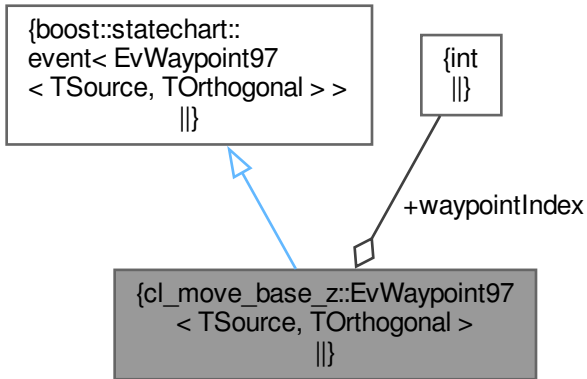 {boost::statechart::
event< EvWaypoint97
< TSource, TOrthogonal > >
||}
{int
||}
+waypointIndex
{cl_move_base_z::EvWaypoint97
< TSource, TOrthogonal >
||}